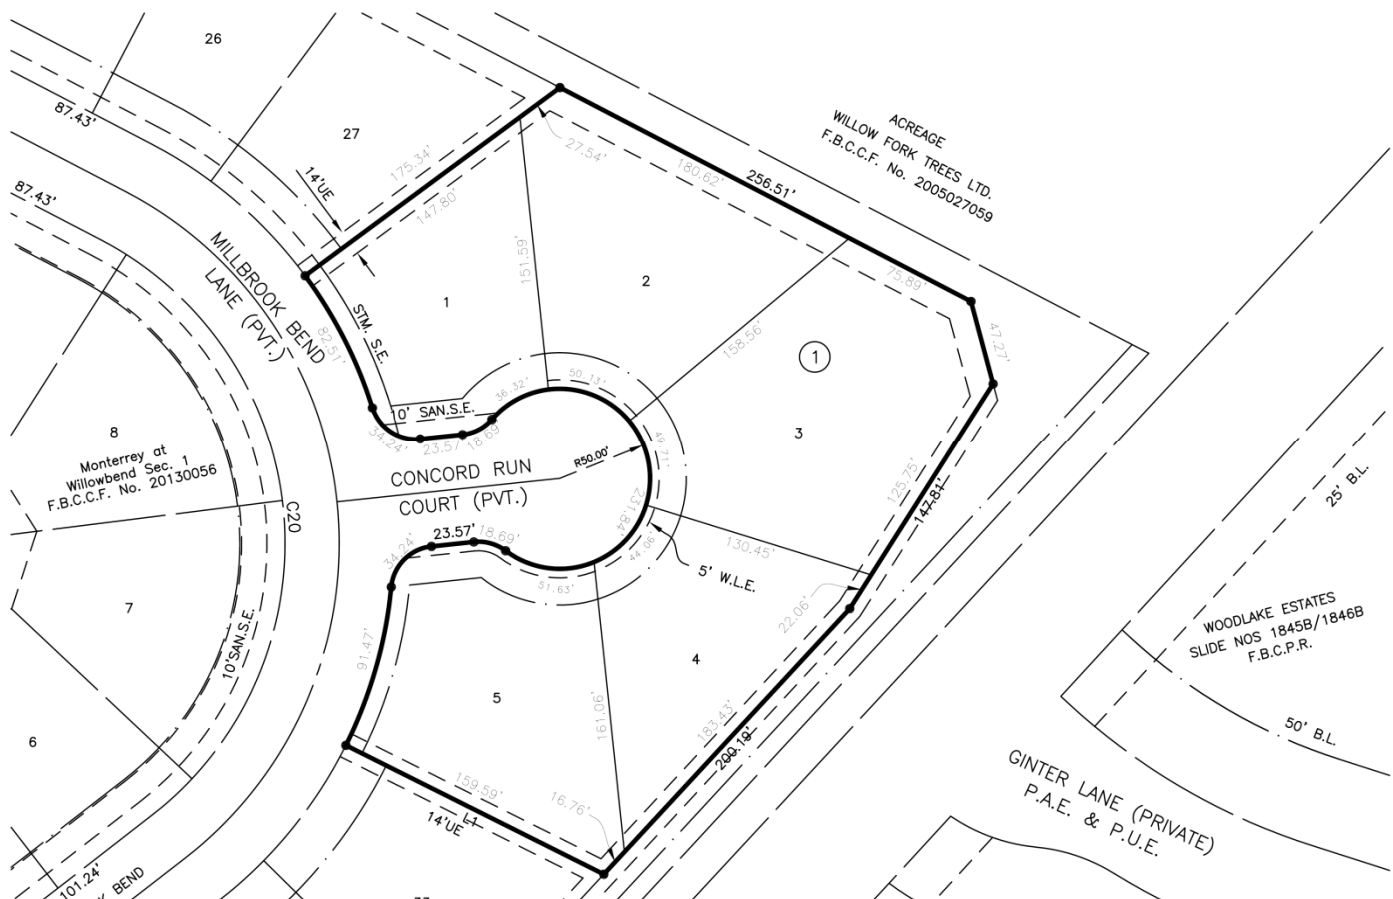 26
87.43'
27
175.34'
14'UE
147.80'
27.54'
180.62'
256.51'
ACREAGE
WILLOW FORK TREES LTD.
F.B.C.C.F. No. 2005027059
87.43'
MILLBROOK BEND
LANE (PVT.)
82.51'
STM. S.E.
1
151.59'
2
75.89'
47.27'
158.56'
1
3
10' SAN.S.E.
36.32'
50.13'
34.24'
23.57'
18.69'
49.71'
R50.00'
CONCORD RUN
COURT (PVT.)
231.84'
44.06'
125.75'
147.81'
8
Monterrey at
Willowbend Sec. 1
F.B.C.C.F. No. 20130056
C20
34.24'
23.57'
18.69'
51.63'
130.45'
5' W.L.E.
22.06'
25' B.L.
7
10'SAN.S.E.
91.47'
5
161.06'
4
183.43'
200.19'
WOODLAKE ESTATES
SLIDE NOS 1845B/1846B
F.B.C.P.R.
50' B.L.
6
159.59'
L1
14'UE
16.76'
GINTER LANE (PRIVATE)
P.A.E. & P.U.E.
101.24'
BEND